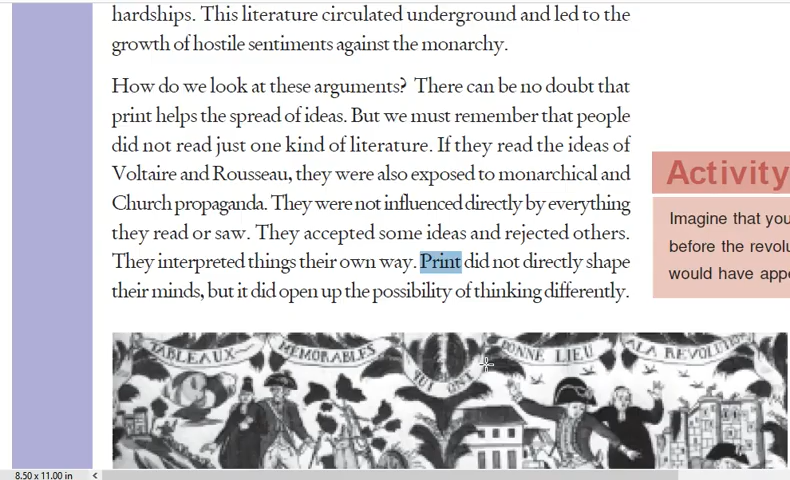 hardships. This literature circulated underground and led to the
growth of hostile sentiments against the monarchy.
How do we look at these arguments? There can be no doubt that
print helps the spread of ideas. But we must remember that people
did not read just one kind of literature. If they read the ideas of
Voltaire and Rousseau, they were also exposed to monarchical and
Church propaganda. They were not influenced directly by everything
they read or saw. They accepted some ideas and rejected others.
They interpreted things their own way. Print did not directly shape
their minds, but it did open up the possibility of thinking differently.
Activity
Imagine that you
before the revolu
would have appe
TABLEAUX
MEMORABLES
QUI ONT
DONNE LIEU
A LA REVOLUTION
8.50 x 11.00 in